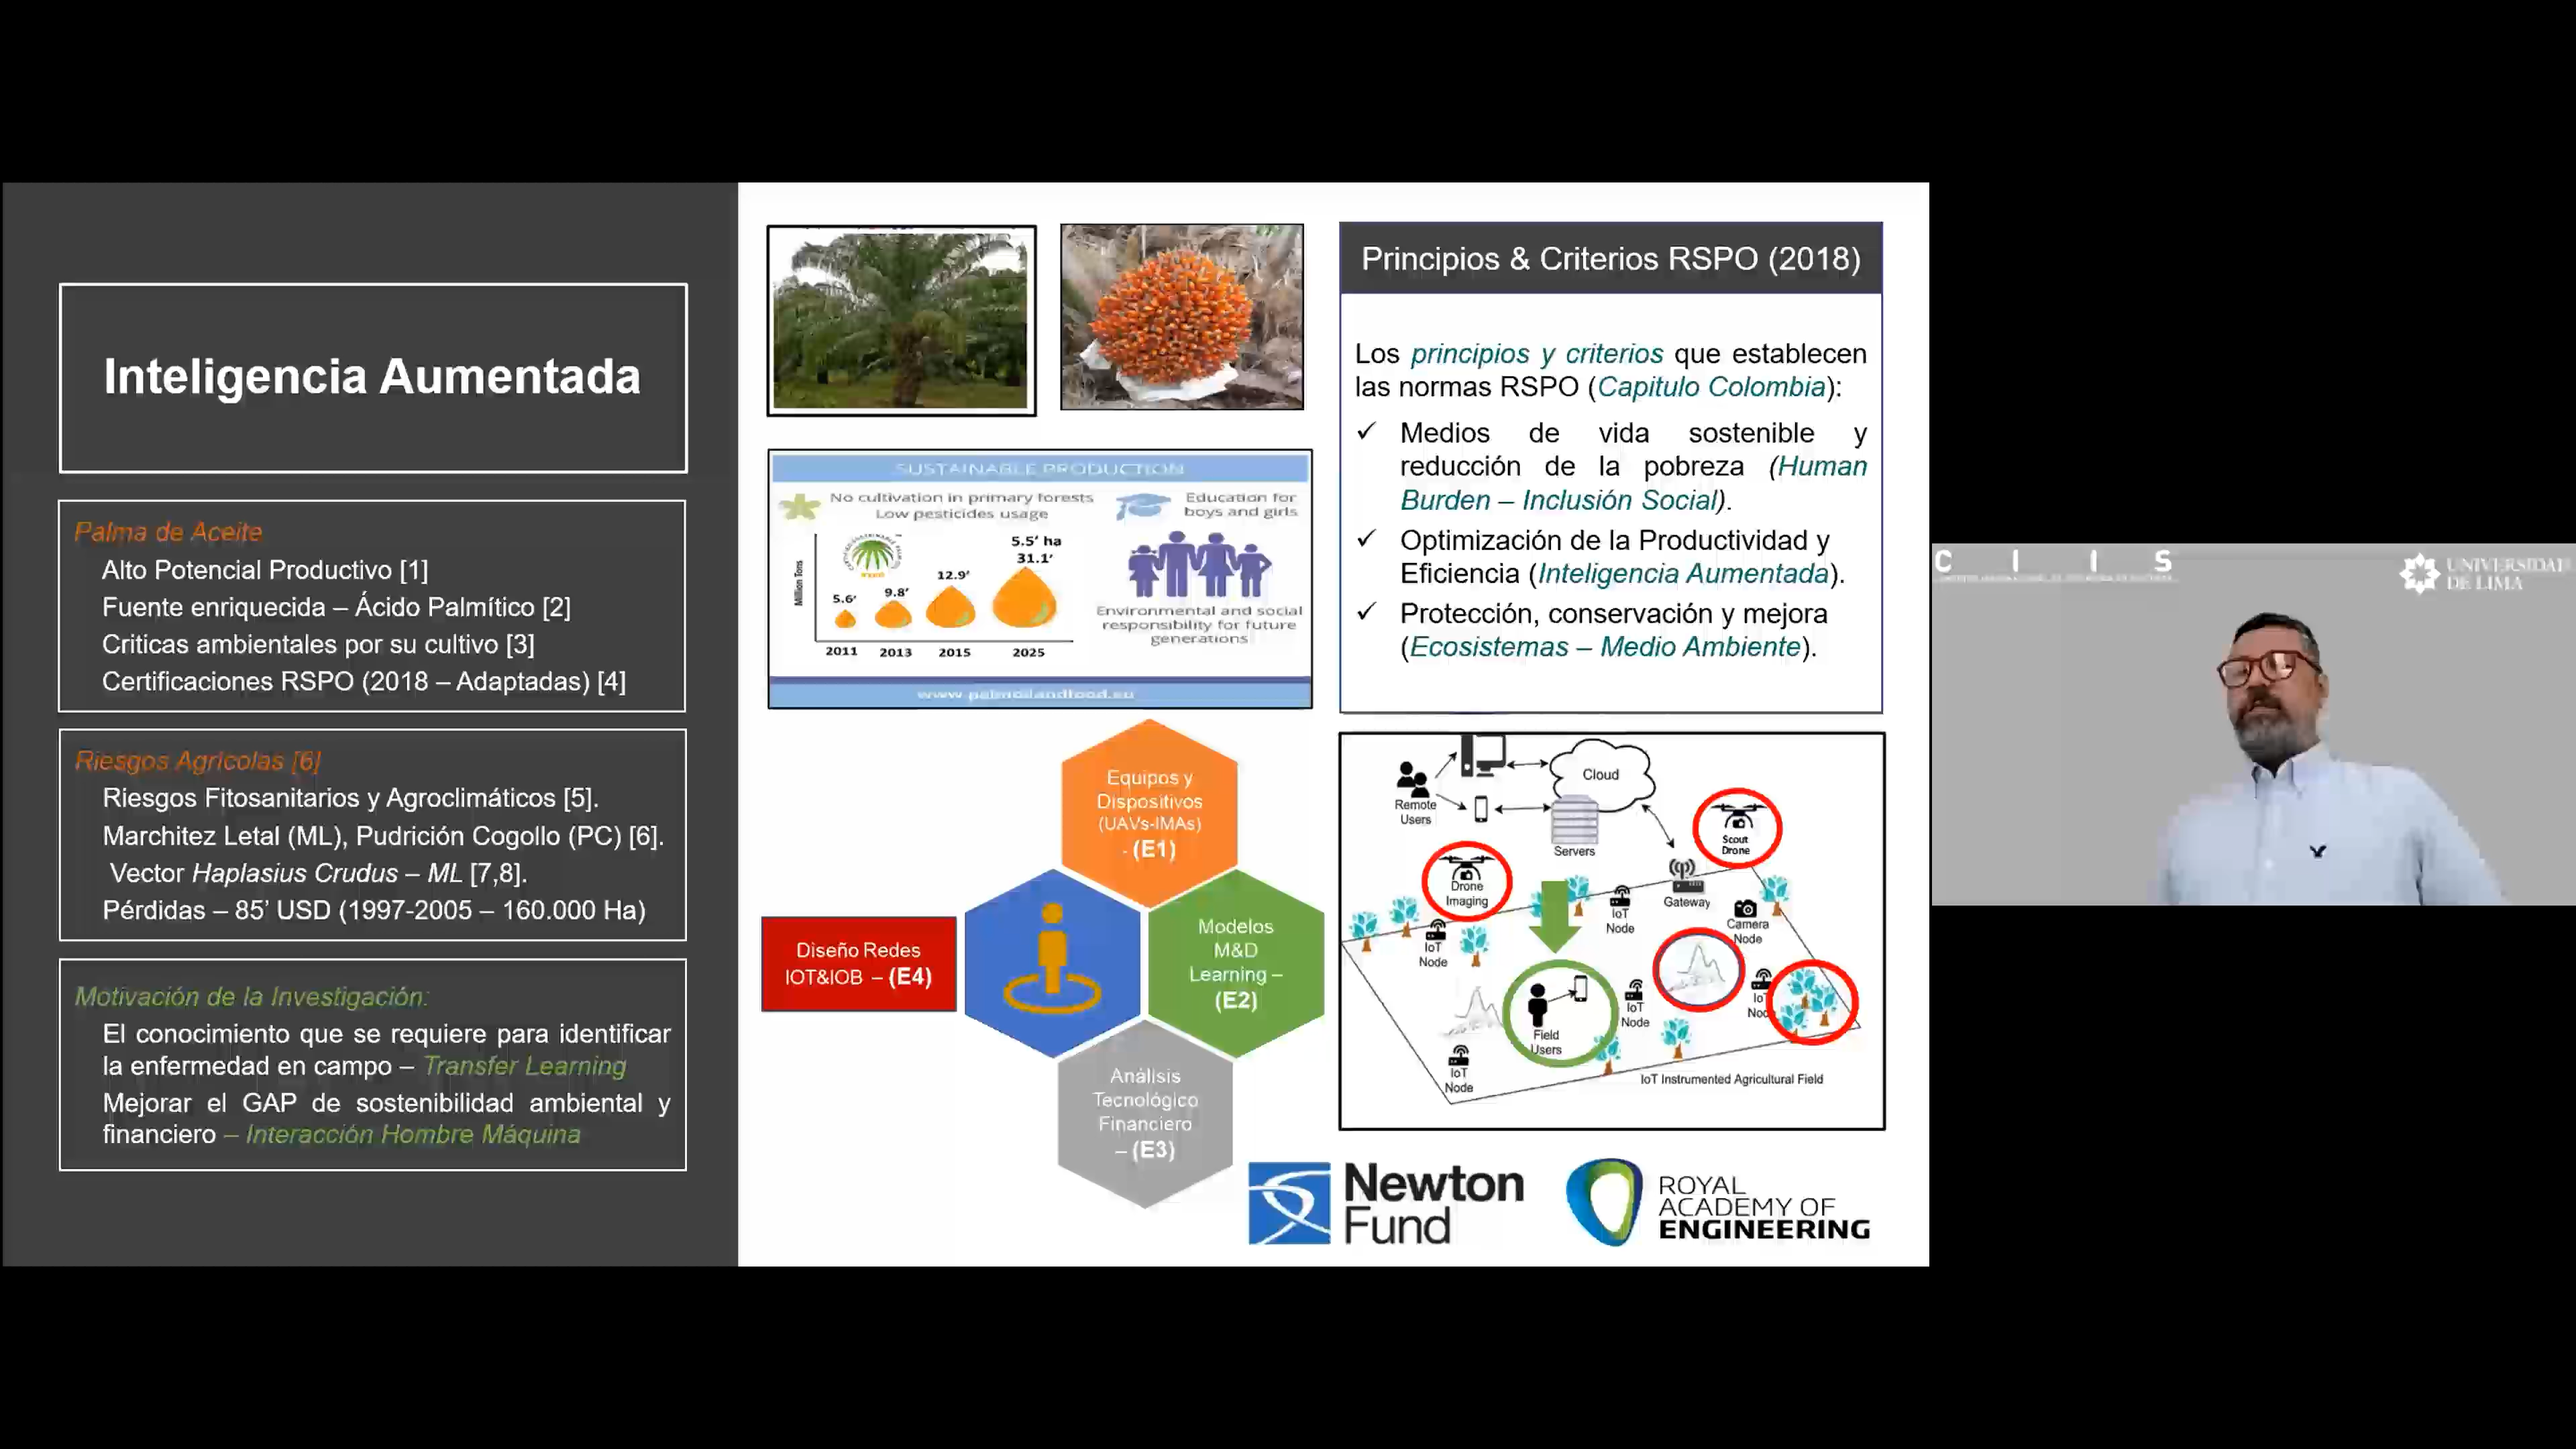 Inteligencia Aumentada
Palma de Aceite
Alto Potencial Productivo [1]
Fuente enriquecida – Ácido Palmítico [2]
Criticas ambientales por su cultivo [3]
Certificaciones RSPO (2018 – Adaptadas) [4]
Riesgos Agrícolas [6]
Riesgos Fitosanitarios y Agroclimáticos [5].
Marchitez Letal (ML), Pudrición Cogollo (PC) [6].
Vector Haplasius Crudus – ML [7,8].
Pérdidas – 85’ USD (1997-2005 – 160.000 Ha)
Motivación de la Investigación:
El conocimiento que se requiere para identificar
la enfermedad en campo – Transfer Learning
Mejorar el GAP de sostenibilidad ambiental y
financiero – Interacción Hombre Máquina
SUSTAINABLE PRODUCTION
No cultivation in primary forests
Low pesticides usage
Education for
boys and girls
Million Tons
5.6’
9.8’
12.9’
5.5’ ha
31.1’
2011
2013
2015
2025
Environmental and social
responsibility for future
generations
www.palmoilandfood.eu
Equipos y
Dispositivos
(UAVs-IMAs)
- (E1)
Modelos
M&D
Learning –
(E2)
Diseño Redes
IOT&IOB – (E4)
Análisis
Tecnológico
Financiero
– (E3)
Principios & Criterios RSPO (2018)
Los principios y criterios que establecen
las normas RSPO (Capitulo Colombia):
✓ Medios de vida sostenible y
reducción de la pobreza (Human
Burden – Inclusión Social).
✓ Optimización de la Productividad y
Eficiencia (Inteligencia Aumentada).
✓ Protección, conservación y mejora
(Ecosistemas – Medio Ambiente).
Remote
Users
Cloud
Servers
Scout
Drone
Drone
Imaging
Gateway
IoT
Node
Camera
Node
IoT
Node
IoT
Node
IoT
Node
Field
Users
IoT
Node
IoT Instrumented Agricultural Field
Newton
Fund
ROYAL
ACADEMY OF
ENGINEERING
C I I S
UNIVERSIDAD
DE LIMA